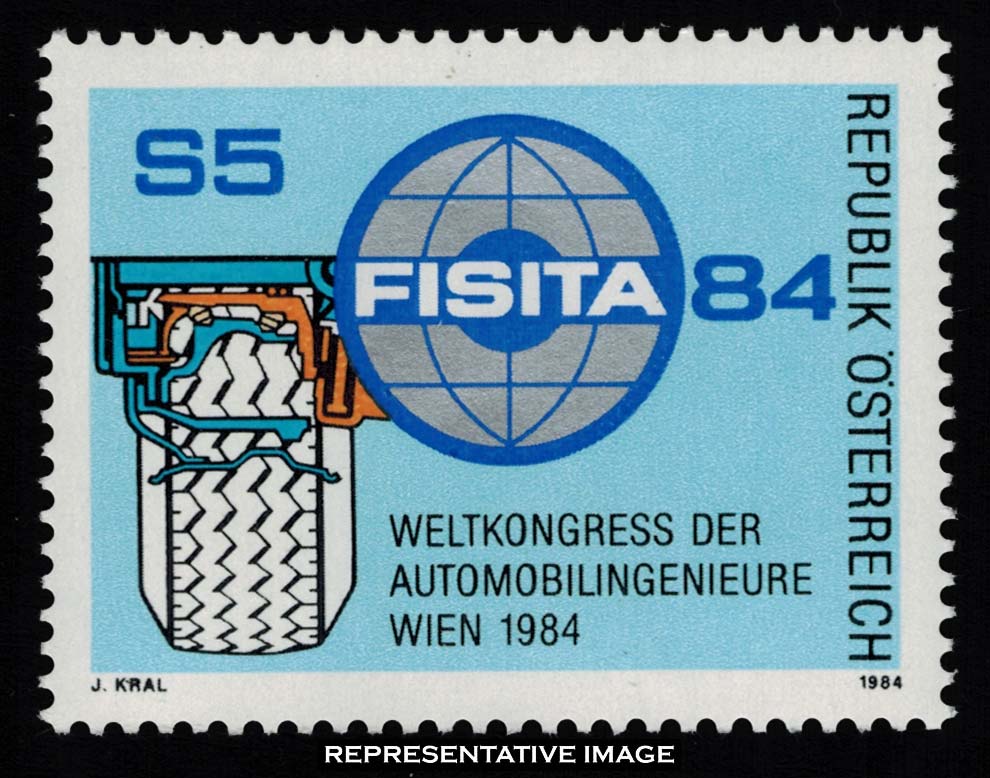 S5
FISITA 84
REPUBLIK ÖSTERREICH
WELTKONGRESS DER
AUTOMOBILINGENIEURE
WIEN 1984
J. KRAL
1984
REPRESENTATIVE IMAGE